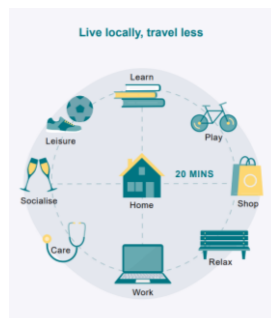 Live locally, travel less
Learn
Leisure
Play
20 MINS
Socialise
Home
Shop
Care
Relax
Work